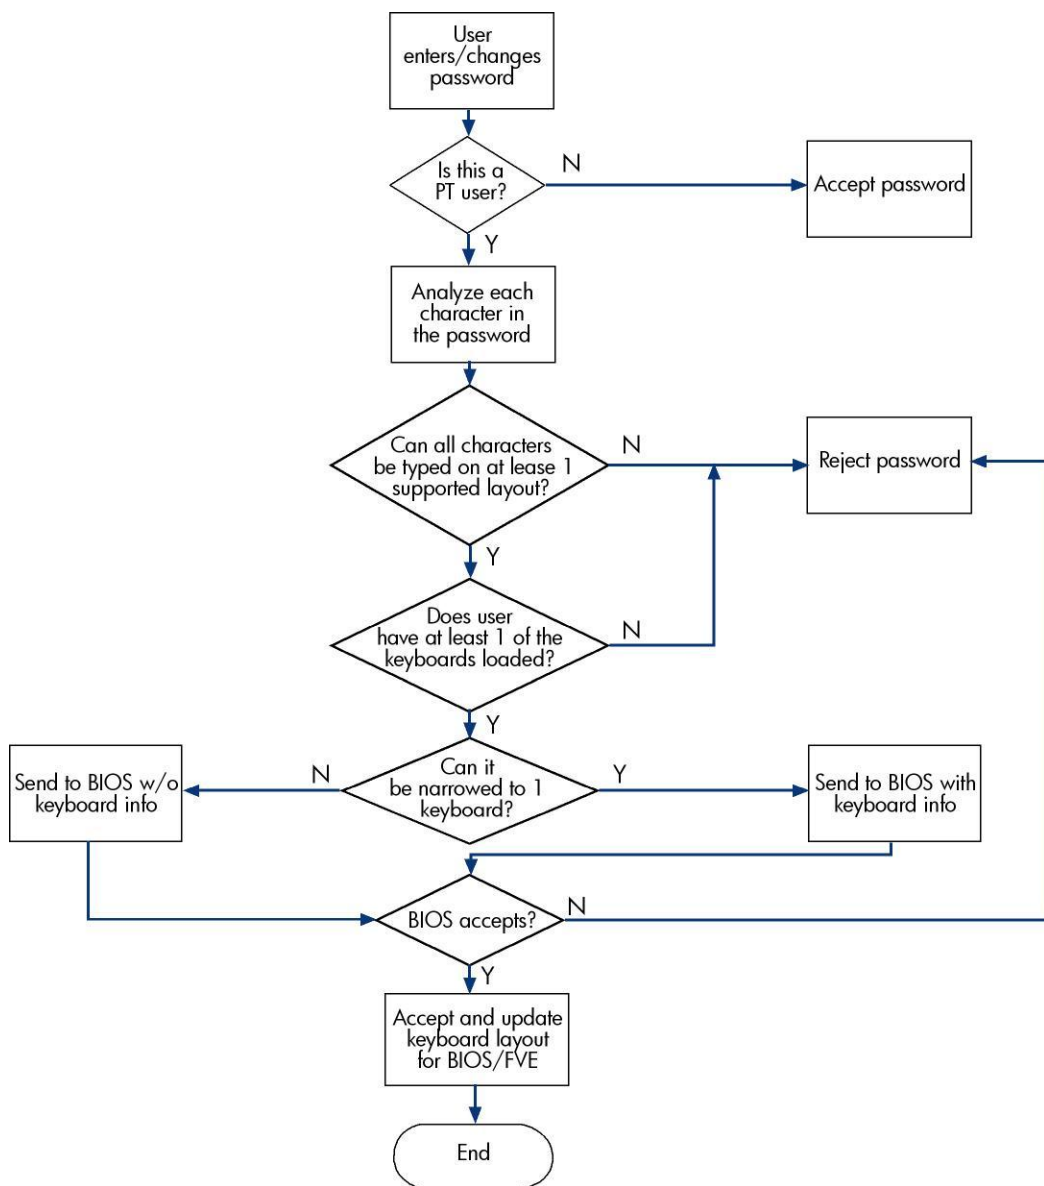 User
enters/changes
password
Is this a
PT user?
N
Accept password
Y
Analyze each
character in
the password
Can all characters
be typed on at lease 1
supported layout?
N
Reject password
Y
Does user
have at least 1 of the
keyboards loaded?
N
Y
Send to BIOS w/o
keyboard info
N
Can it
be narrowed to 1
keyboard?
Y
Send to BIOS with
keyboard info
BIOS accepts?
N
Y
Accept and update
keyboard layout
for BIOS/FVE
End